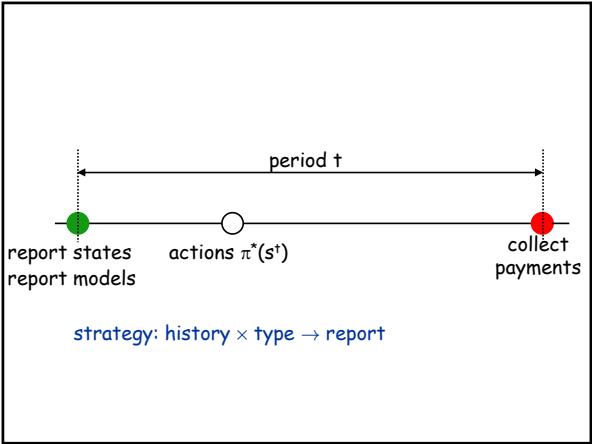 period t
report states
report models
actions π*(sᵗ)
collect
payments
strategy: history × type → report